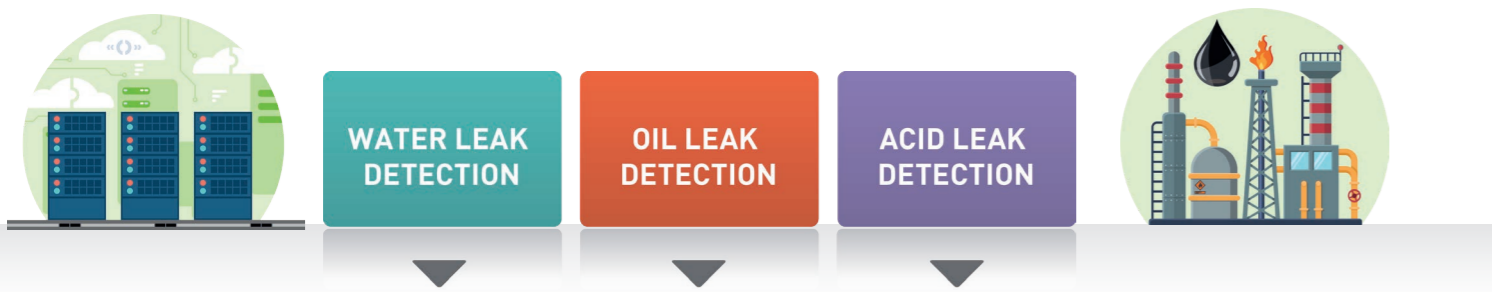 WATER LEAK
DETECTION
OIL LEAK
DETECTION
ACID LEAK
DETECTION